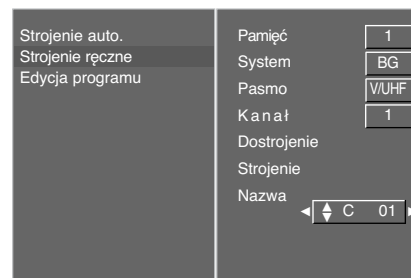 Strojenie auto.
Strojenie ręczne
Edycja programu
Pamięć 1
System BG
Pasmo V/UHF
Kanał 1
Dostrojenie
Strojenie
Nazwa
C 01